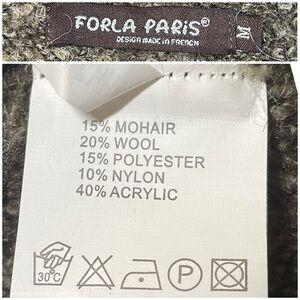 FORLA PARIS®
DESIGN MADE IN FRENCH
M
15% MOHAIR
20% WOOL
15% POLYESTER
10% NYLON
40% ACRYLIC
30°C P